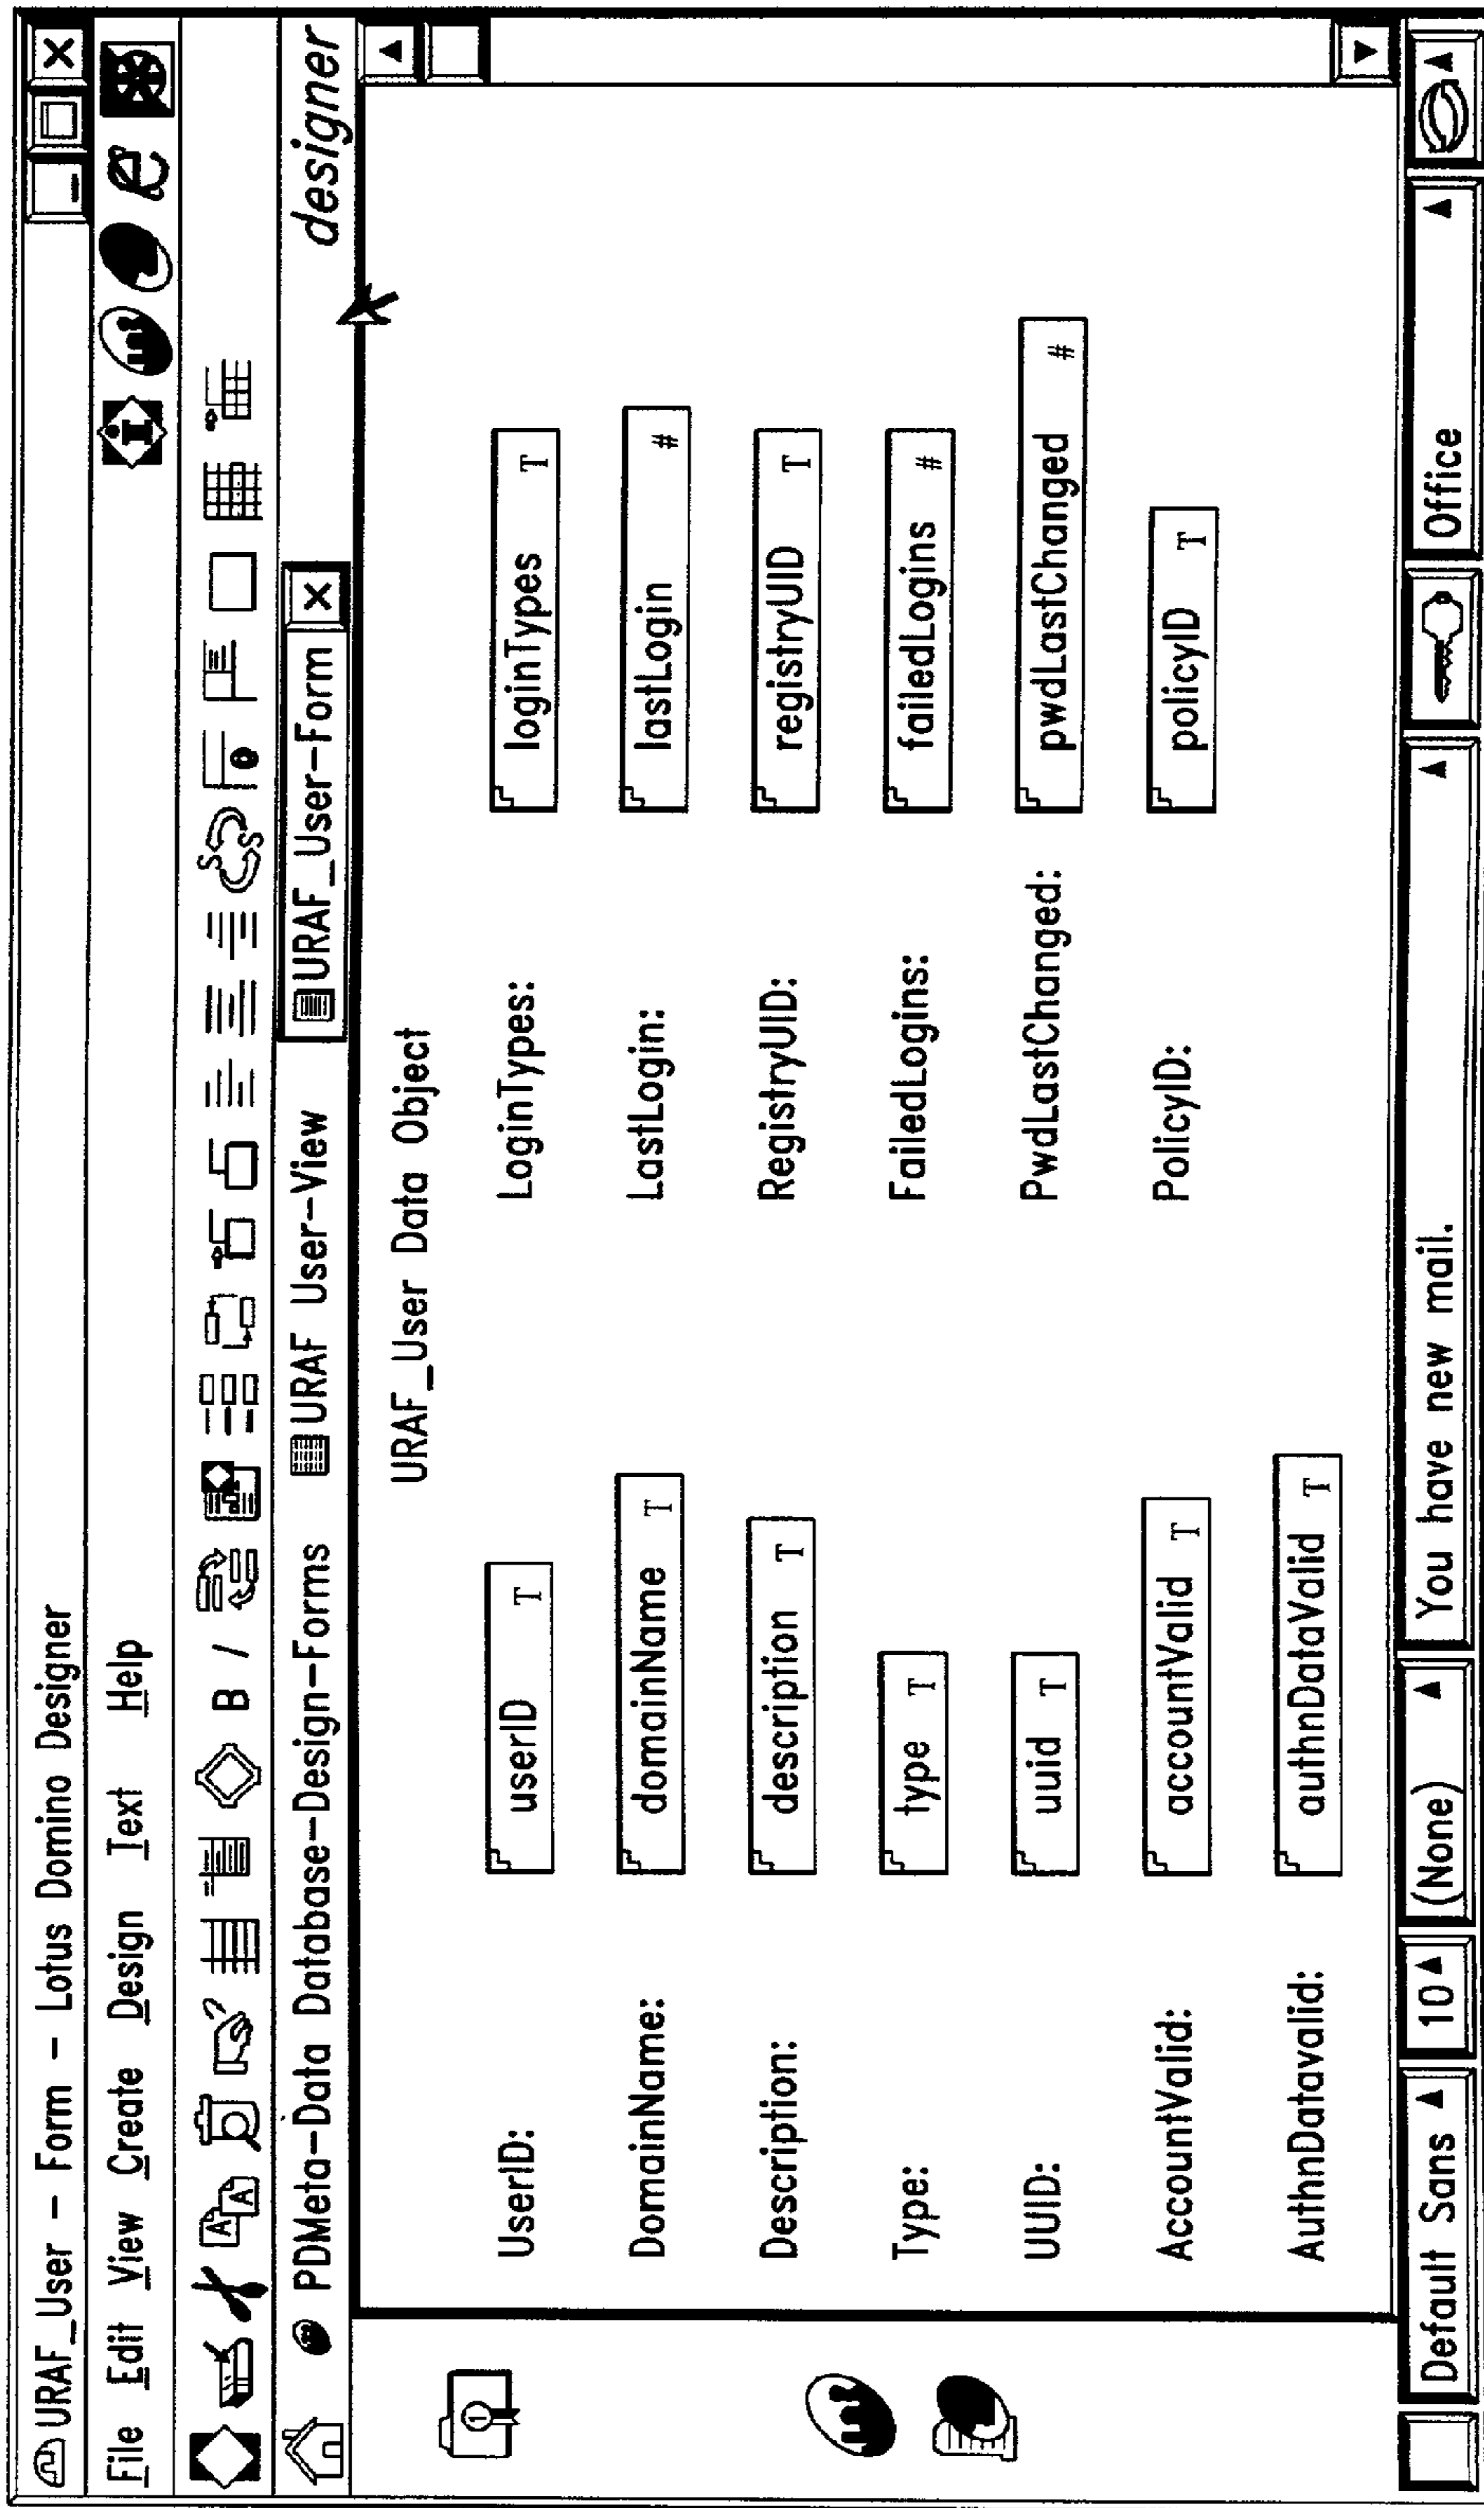 URAF_User – Form – Lotus Domino Designer
File Edit View Create Design Text Help
B /
PDMeta–Data Database–Design–Forms URAF User–View URAF_User–Form designer
URAF_User Data Object
UserID: userID T LoginTypes: loginTypes T
DomainName: domainName T LastLogin: lastLogin #
Description: description T RegistryUID: registryUID T
Type: type T FailedLogins: failedLogins #
UUID: uuid T PwdLastChanged: pwdLastChanged #
AccountValid: accountValid T PolicyID: policyID T
AuthnDatavalid: authnDataValid T
Default Sans 10 (None) You have new mail. Office